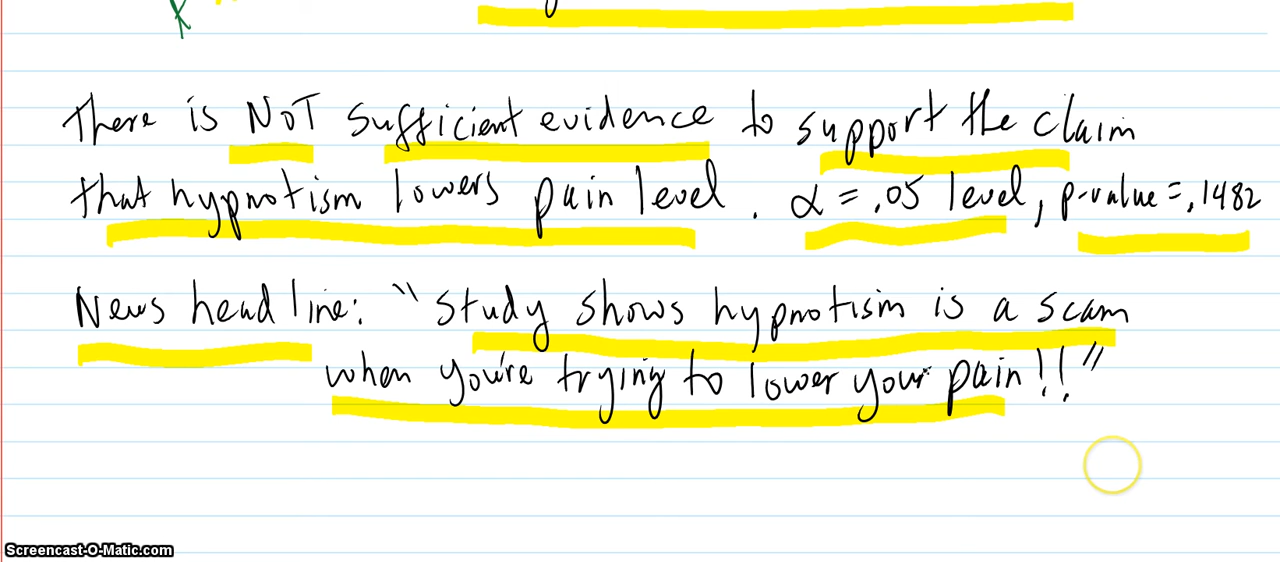 There is NOT sufficient evidence to support the claim
that hypnotism lowers pain level. α = .05 level, p-value = .1482
News headline: "Study shows hypnotism is a scam
when you're trying to lower your pain!!"
Screencast-O-Matic.com